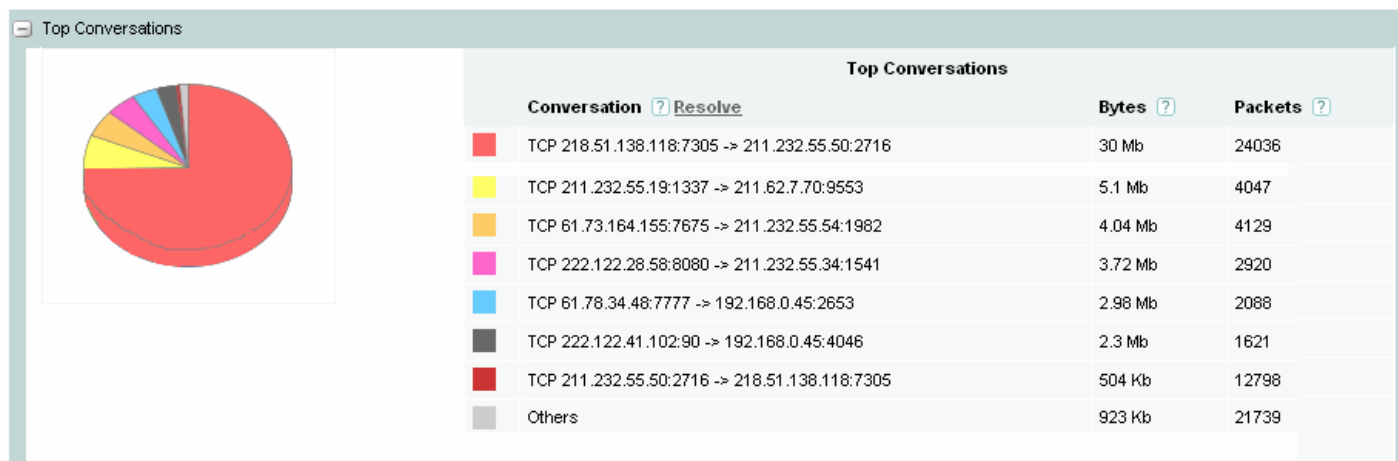 Top Conversations
Top Conversations
Conversation ? Resolve Bytes ? Packets ?
TCP 218.51.138.118:7305 -> 211.232.55.50:2716 30 Mb 24036
TCP 211.232.55.19:1337 -> 211.62.7.70:9553 5.1 Mb 4047
TCP 61.73.164.155:7675 -> 211.232.55.54:1982 4.04 Mb 4129
TCP 222.122.28.58:8080 -> 211.232.55.34:1541 3.72 Mb 2920
TCP 61.78.34.48:7777 -> 192.168.0.45:2653 2.98 Mb 2088
TCP 222.122.41.102:90 -> 192.168.0.45:4046 2.3 Mb 1621
TCP 211.232.55.50:2716 -> 218.51.138.118:7305 504 Kb 12798
Others 923 Kb 21739